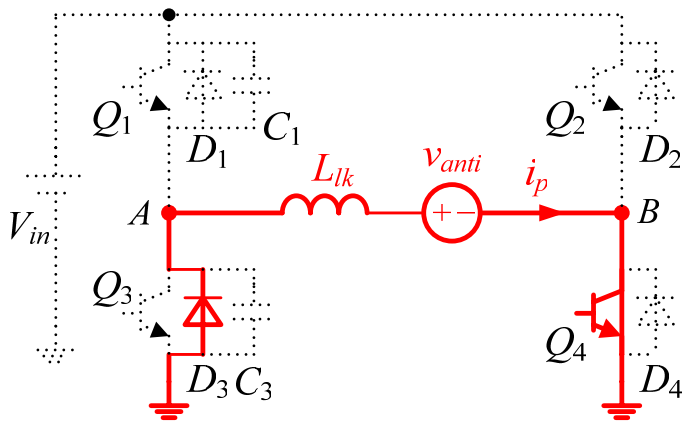 Q1 D1 C1 Q2 D2
Llk vanti ip
A + − B
Vin
Q3 D3 C3 Q4 D4